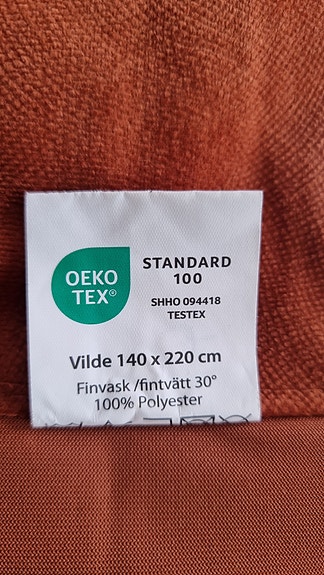 OEKO
TEX®
STANDARD
100
SHHO 094418
TESTEX
Vilde 140 x 220 cm
Finvask /fintvätt 30°
100% Polyester